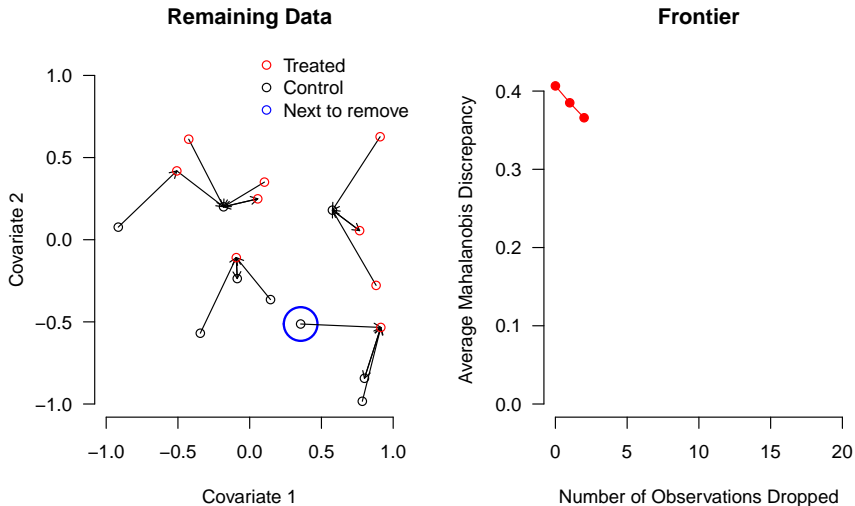 Remaining Data
Treated
Control
Next to remove
1.0
0.5
0.0
−0.5
−1.0
Covariate 2
−1.0 −0.5 0.0 0.5 1.0
Covariate 1
Frontier
0.4
0.3
0.2
0.1
0.0
Average Mahalanobis Discrepancy
0 5 10 15 20
Number of Observations Dropped